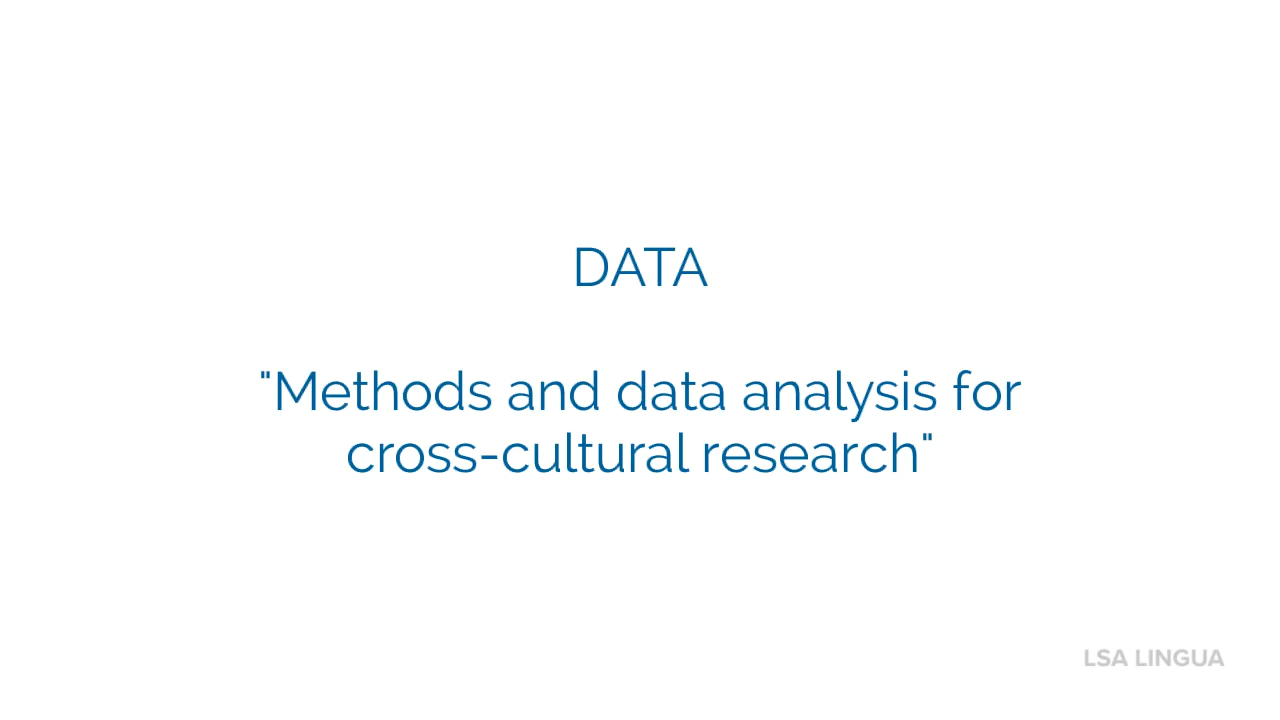 DATA
"Methods and data analysis for
cross-cultural research"
LSA LINGUA